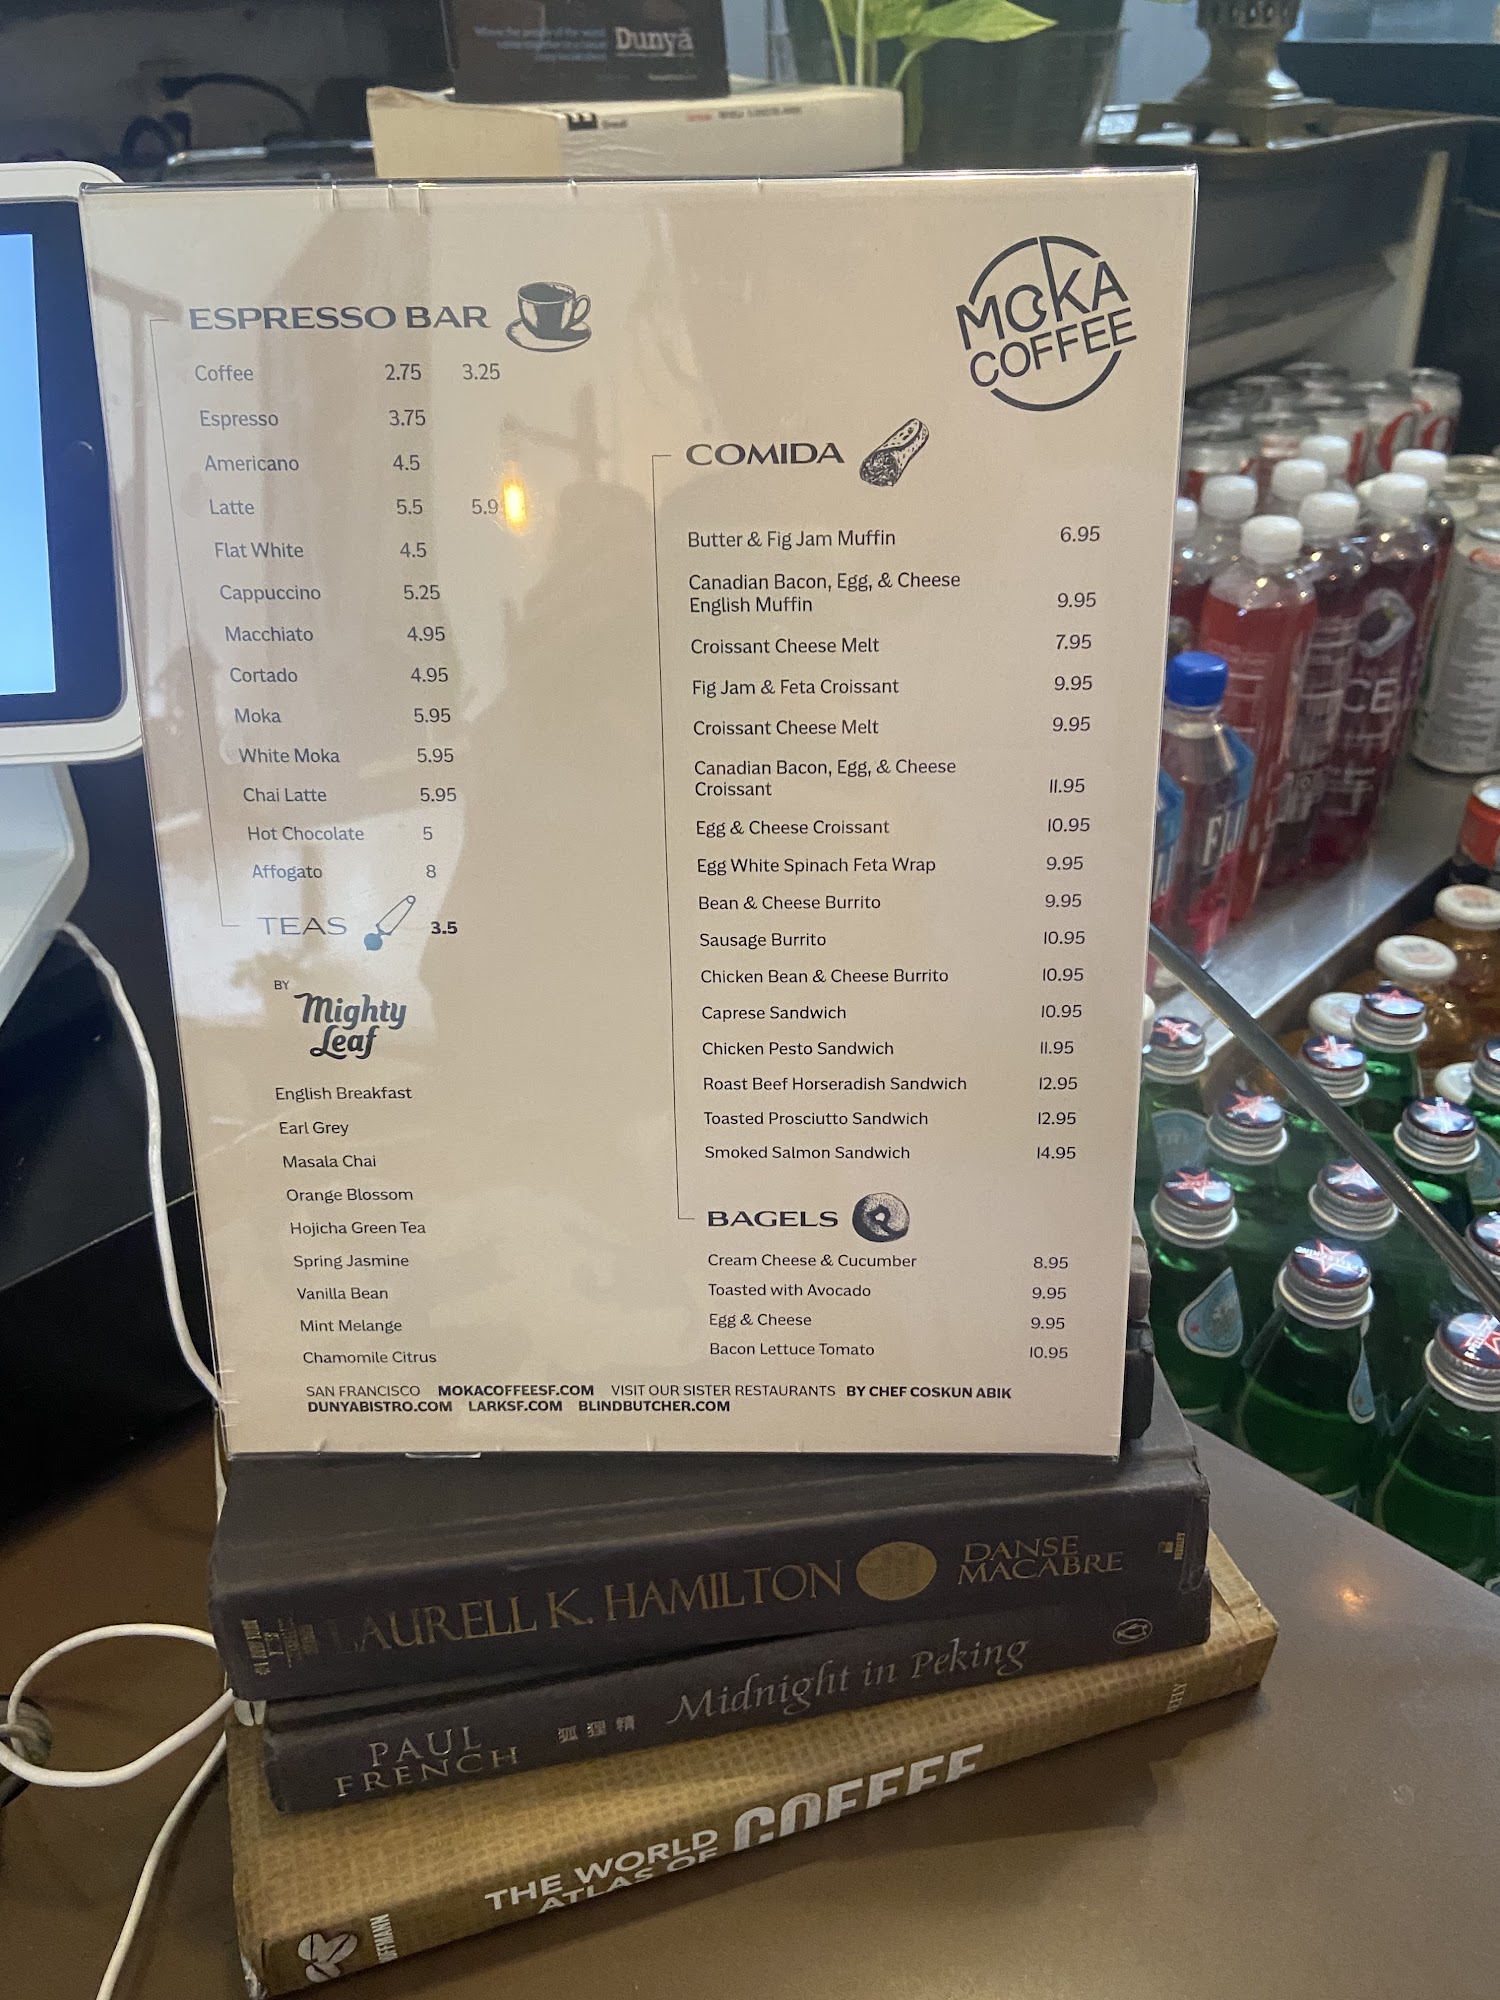 Dunyā
MOKA
COFFEE
ESPRESSO BAR
Coffee 2.75 3.25
Espresso 3.75
Americano 4.5
Latte 5.5 5.9
Flat White 4.5
Cappuccino 5.25
Macchiato 4.95
Cortado 4.95
Moka 5.95
White Moka 5.95
Chai Latte 5.95
Hot Chocolate 5
Affogato 8
TEAS 3.5
BY
Mighty
Leaf
English Breakfast
Earl Grey
Masala Chai
Orange Blossom
Hojicha Green Tea
Spring Jasmine
Vanilla Bean
Mint Melange
Chamomile Citrus
COMIDA
Butter & Fig Jam Muffin 6.95
Canadian Bacon, Egg, & Cheese
English Muffin 9.95
Croissant Cheese Melt 7.95
Fig Jam & Feta Croissant 9.95
Croissant Cheese Melt 9.95
Canadian Bacon, Egg, & Cheese
Croissant 11.95
Egg & Cheese Croissant 10.95
Egg White Spinach Feta Wrap 9.95
Bean & Cheese Burrito 9.95
Sausage Burrito 10.95
Chicken Bean & Cheese Burrito 10.95
Caprese Sandwich 10.95
Chicken Pesto Sandwich 11.95
Roast Beef Horseradish Sandwich 12.95
Toasted Prosciutto Sandwich 12.95
Smoked Salmon Sandwich 14.95
BAGELS
Cream Cheese & Cucumber 8.95
Toasted with Avocado 9.95
Egg & Cheese 9.95
Bacon Lettuce Tomato 10.95
SAN FRANCISCO MOKACOFFEESF.COM VISIT OUR SISTER RESTAURANTS BY CHEF COSKUN ABIK
DUNYABISTRO.COM LARKSF.COM BLINDBUTCHER.COM
FIJI
LAURELL K. HAMILTON DANSE
MACABRE
PAUL
FRENCH 狐狸精 Midnight in Peking
THE WORLD
ATLAS OF COFFEE